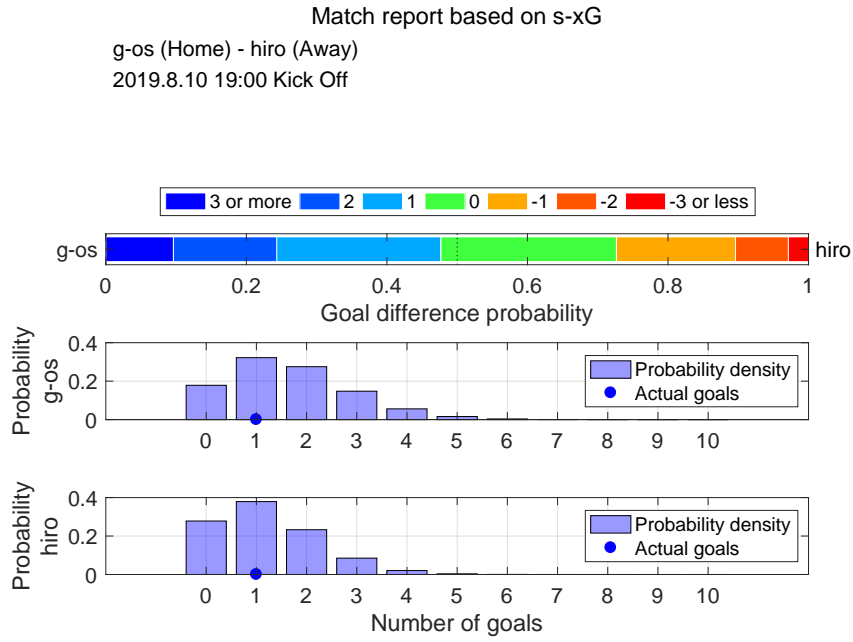 Match report based on s-xG
g-os (Home) - hiro (Away)
2019.8.10 19:00 Kick Off
3 or more 2 1 0 -1 -2 -3 or less
g-os hiro
0 0.2 0.4 0.6 0.8 1
Goal difference probability
Probability
g-os
0.4
0.2
0
Probability density
Actual goals
0 1 2 3 4 5 6 7 8 9 10
Probability
hiro
0.4
0.2
0
Probability density
Actual goals
0 1 2 3 4 5 6 7 8 9 10
Number of goals